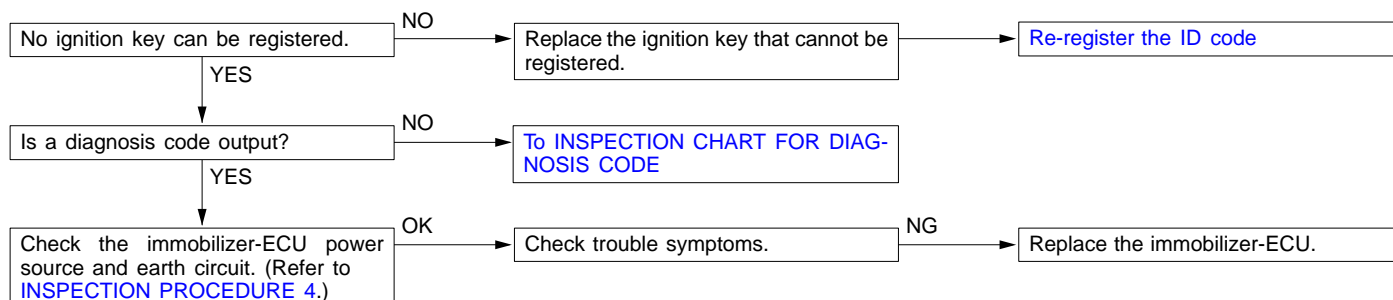 No ignition key can be registered.
NO
Replace the ignition key that cannot be
registered.
Re-register the ID code
YES
Is a diagnosis code output?
NO
To INSPECTION CHART FOR DIAG-
NOSIS CODE
YES
Check the immobilizer-ECU power
source and earth circuit. (Refer to
INSPECTION PROCEDURE 4.)
OK
Check trouble symptoms.
NG
Replace the immobilizer-ECU.